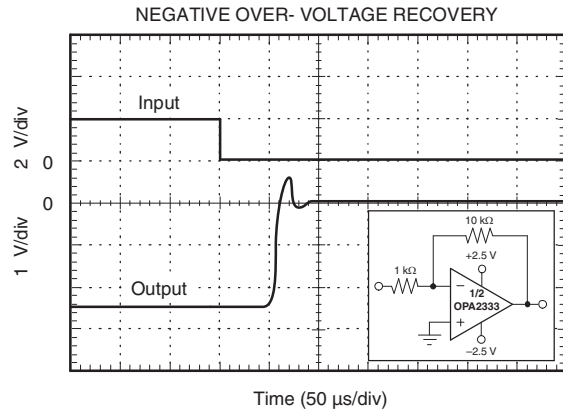 NEGATIVE OVER- VOLTAGE RECOVERY
Input
2 V/div
0
0
1 V/div
Output
10 kΩ
+2.5 V
1 kΩ
−
1/2
OPA2333
+
−2.5 V
Time (50 µs/div)